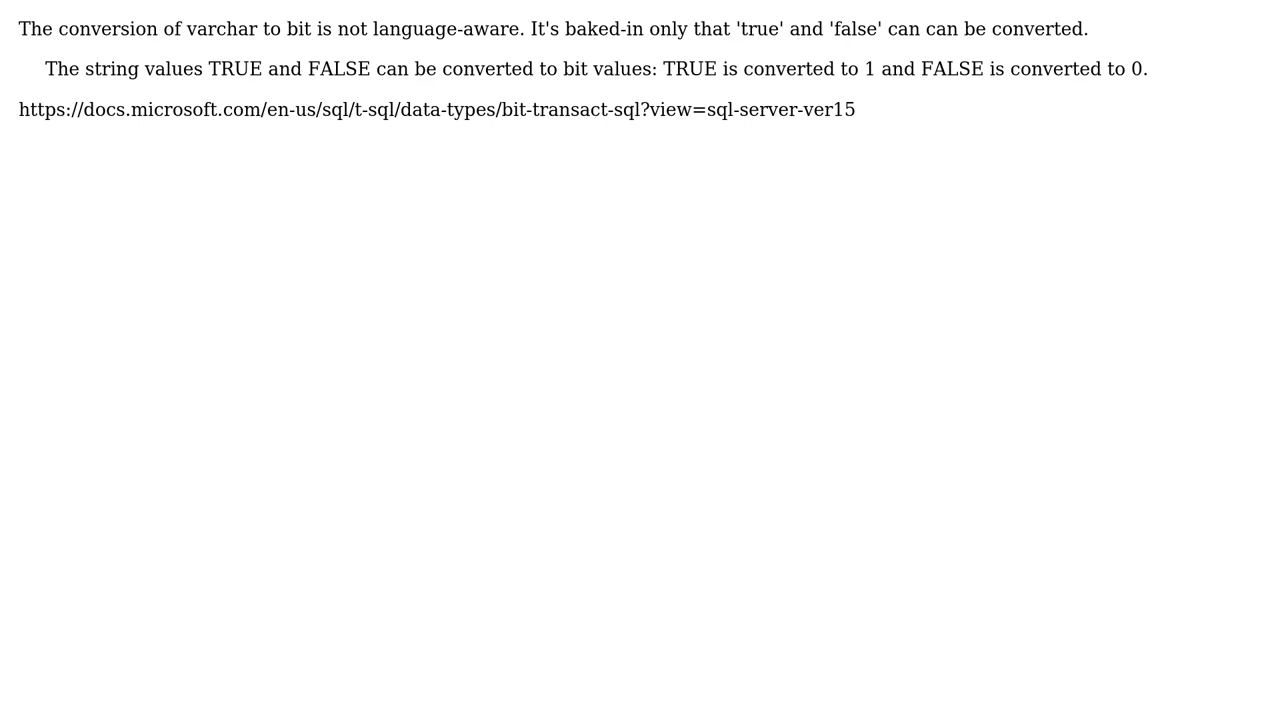 The conversion of varchar to bit is not language-aware. It's baked-in only that 'true' and 'false' can can be converted.
The string values TRUE and FALSE can be converted to bit values: TRUE is converted to 1 and FALSE is converted to 0.
https://docs.microsoft.com/en-us/sql/t-sql/data-types/bit-transact-sql?view=sql-server-ver15